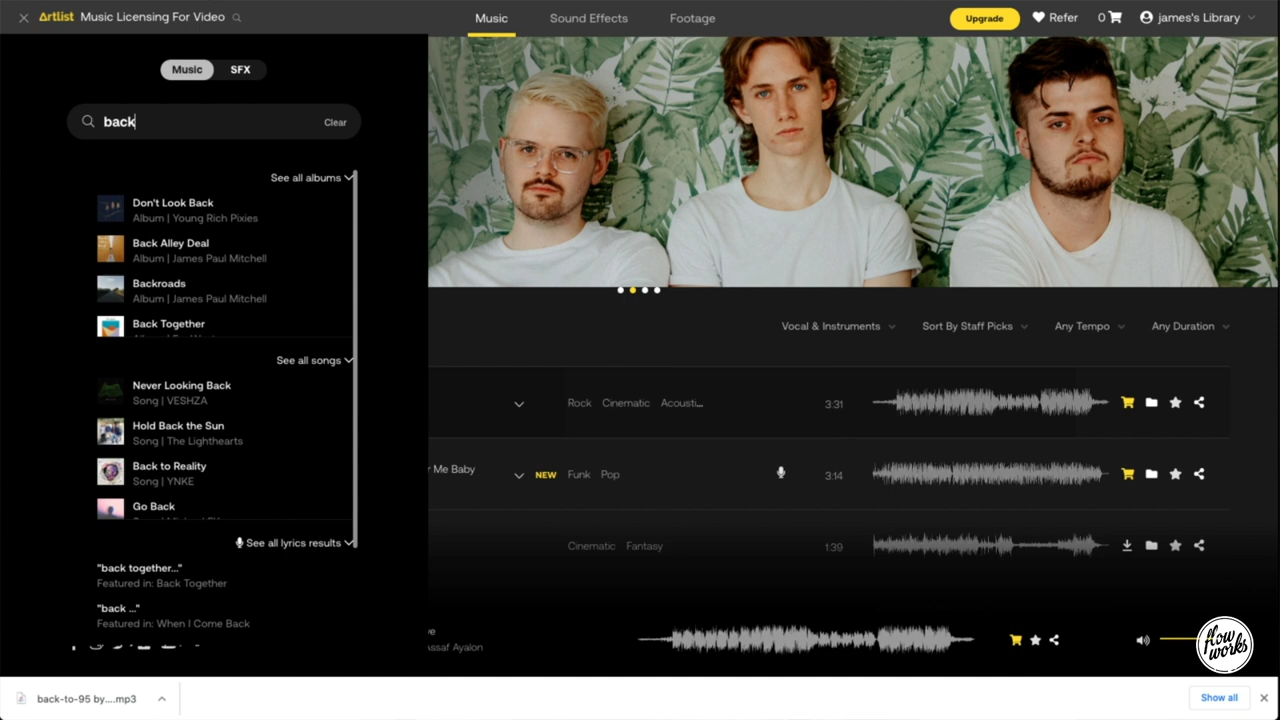 Artlist Music Licensing For Video
Music Sound Effects Footage
Upgrade Refer 0 james's Library
Music SFX
back Clear
See all albums
Don't Look Back
Album | Young Rich Pixies
Back Alley Deal
Album | James Paul Mitchell
Backroads
Album | James Paul Mitchell
Back Together
See all songs
Never Looking Back
Song | VESHZA
Hold Back the Sun
Song | The Lighthearts
Back to Reality
Song | YNKE
Go Back
See all lyrics results
"back together..."
Featured in: Back Together
"back ..."
Featured in: When I Come Back
Vocal & Instruments Sort By Staff Picks Any Tempo Any Duration
Rock Cinematic Acousti... 3:31
r Me Baby NEW Funk Pop 3:14
Cinematic Fantasy 1:39
ve
Assaf Ayalon
flow
works
back-to-95 by....mp3 Show all